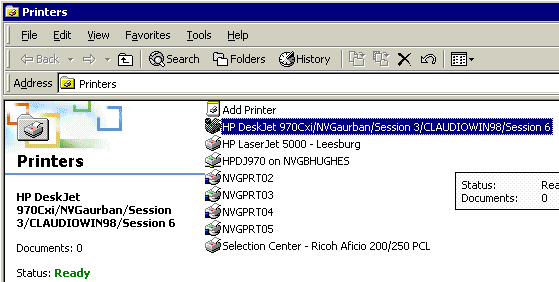 Printers
File Edit View Favorites Tools Help
Back Search Folders History
Address Printers
Add Printer
HP DeskJet 970Cxi/NVGaurban/Session 3/CLAUDIOWIN98/Session 6
HP LaserJet 5000 - Leesburg
HPDJ970 on NVGBHUGHES
NVGPRT02
NVGPRT03
NVGPRT04
NVGPRT05
Selection Center - Ricoh Aficio 200/250 PCL
Printers
HP DeskJet
970Cxi/NVGaurban/Session
3/CLAUDIOWIN98/Session 6
Documents: 0
Status: Ready
Status: Rea
Documents: 0